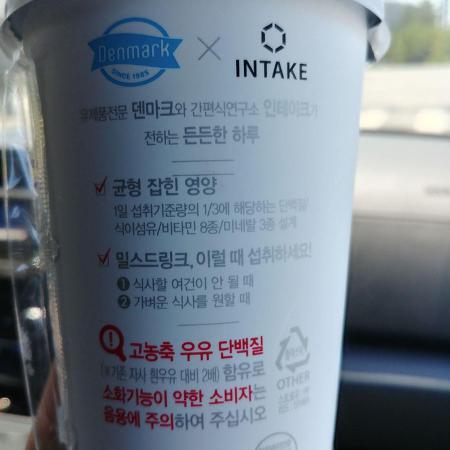 Denmark
SINCE 1985
×
INTAKE
유제품전문 덴마크와 간편식연구소 인테이크가
전하는 든든한 하루
균형 잡힌 영양
1일 섭취기준량의 1/3에 해당하는 단백질/
식이섬유/비타민 8종/미네랄 3종 설계
밀스드링크, 이럴 때 섭취하세요!
1 식사할 여건이 안 될 때
2 가벼운 식사를 원할 때
고농축 우유 단백질
(※기존 자사 흰우유 대비 2배) 함유로
소화기능이 약한 소비자는
음용에 주의하여 주십시오
OTHER